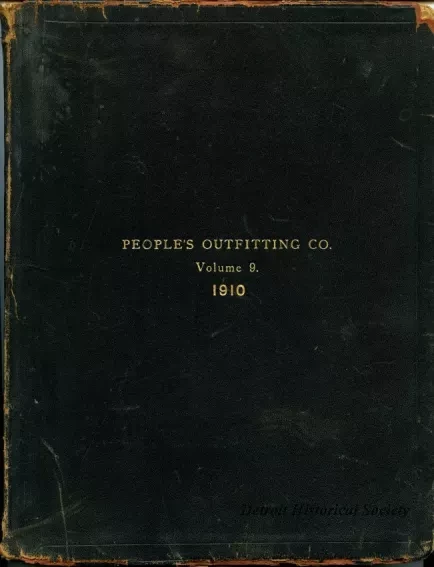 PEOPLE'S OUTFITTING CO.
Volume 9.
1910
Detroit Historical Society